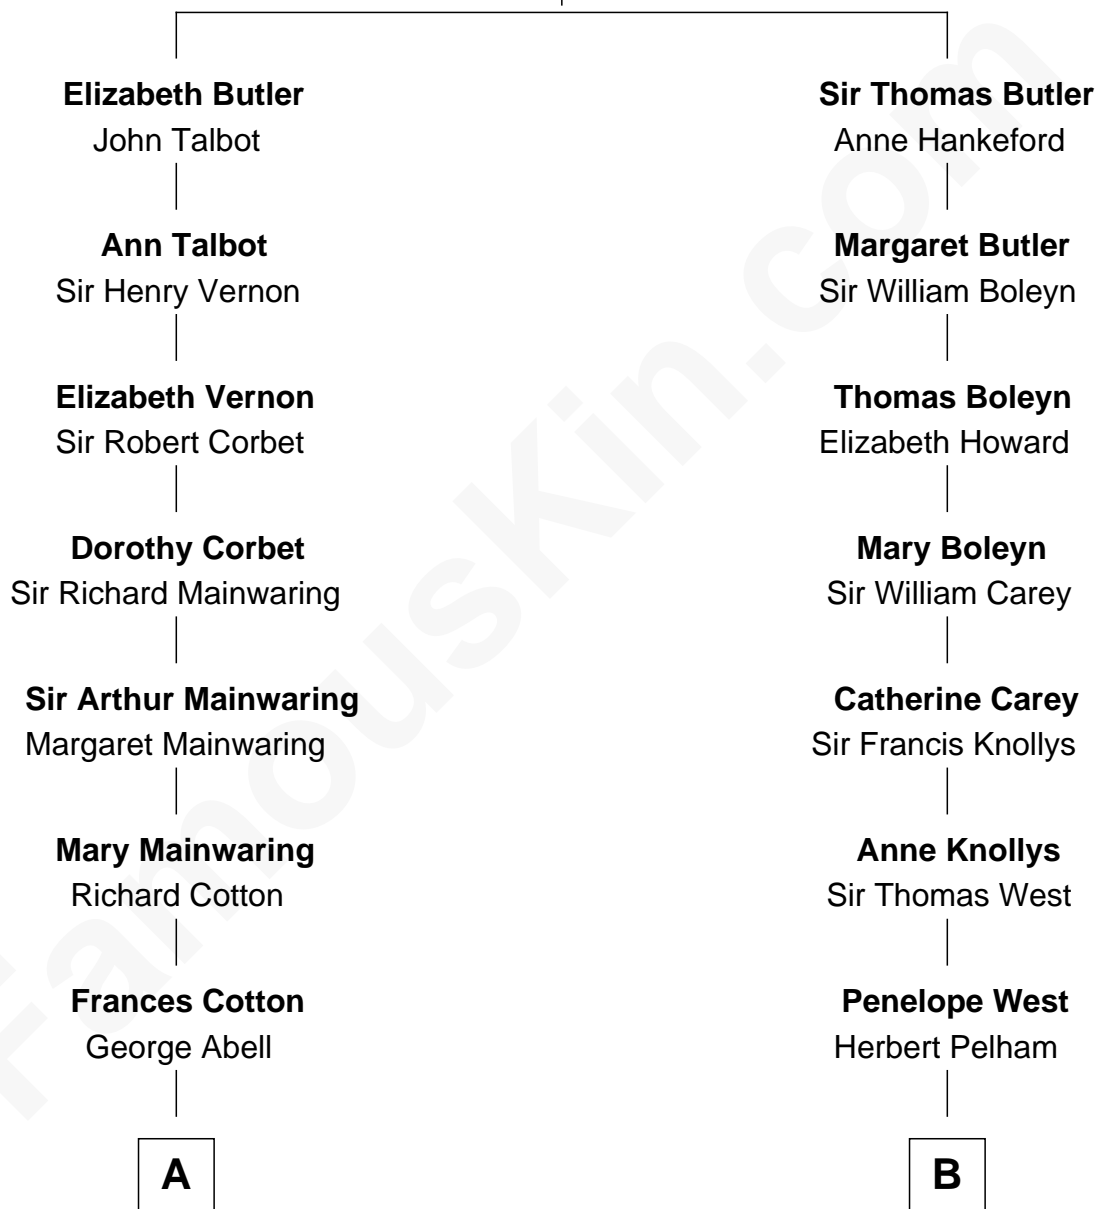 Elizabeth Butler
John Talbot
Ann Talbot
Sir Henry Vernon
Elizabeth Vernon
Sir Robert Corbet
Dorothy Corbet
Sir Richard Mainwaring
Sir Arthur Mainwaring
Margaret Mainwaring
Mary Mainwaring
Richard Cotton
Frances Cotton
George Abell
A
Sir Thomas Butler
Anne Hankeford
Margaret Butler
Sir William Boleyn
Thomas Boleyn
Elizabeth Howard
Mary Boleyn
Sir William Carey
Catherine Carey
Sir Francis Knollys
Anne Knollys
Sir Thomas West
Penelope West
Herbert Pelham
B
FamousKin.com